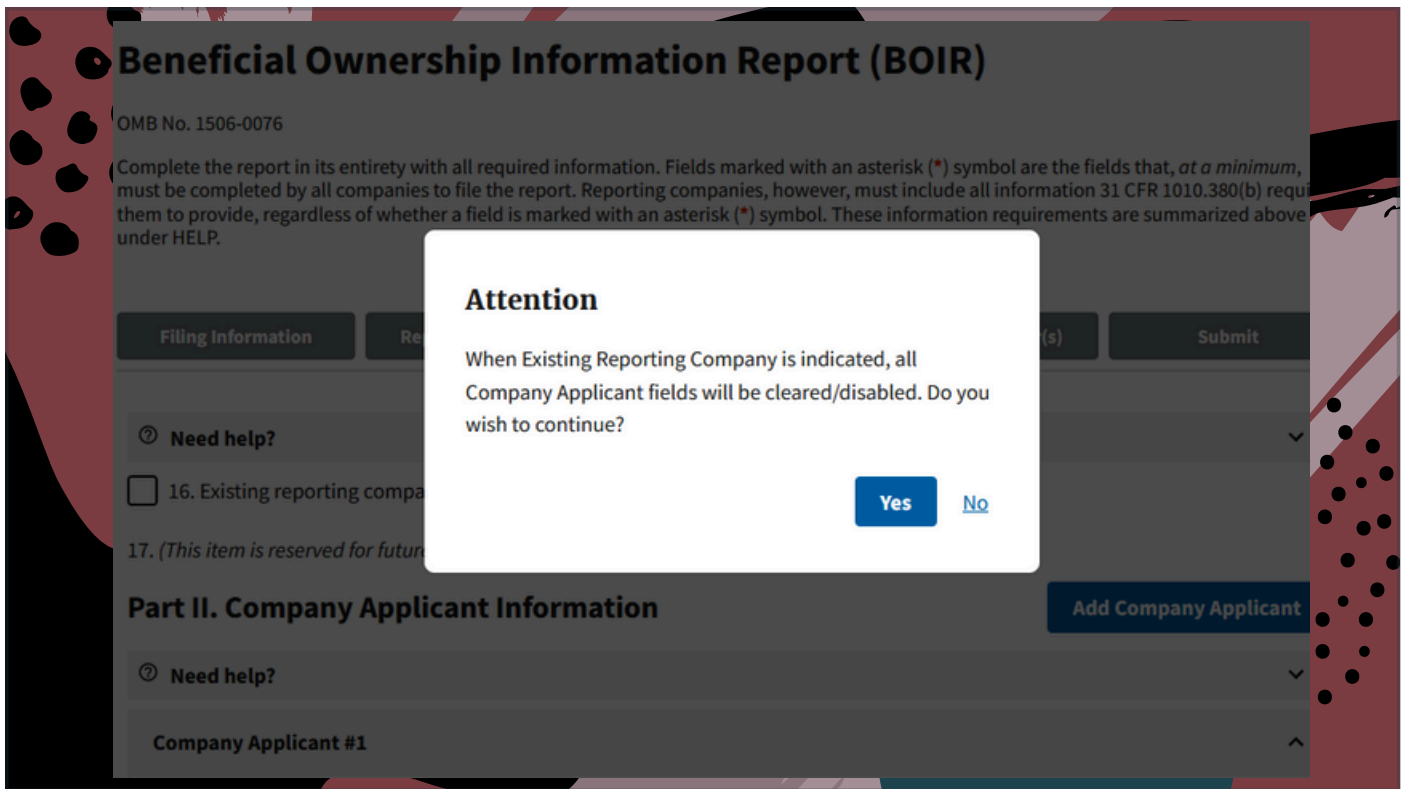 Beneficial Ownership Information Report (BOIR)
OMB No. 1506-0076
Complete the report in its entirety with all required information. Fields marked with an asterisk (*) symbol are the fields that, at a minimum,
must be completed by all companies to file the report. Reporting companies, however, must include all information 31 CFR 1010.380(b) requi
them to provide, regardless of whether a field is marked with an asterisk (*) symbol. These information requirements are summarized above
under HELP.
Attention
When Existing Reporting Company is indicated, all
Company Applicant fields will be cleared/disabled. Do you
wish to continue?
Yes No
Filing Information Re (s) Submit
Need help?
16. Existing reporting compa
17. (This item is reserved for future
Part II. Company Applicant Information
Add Company Applicant
Need help?
Company Applicant #1